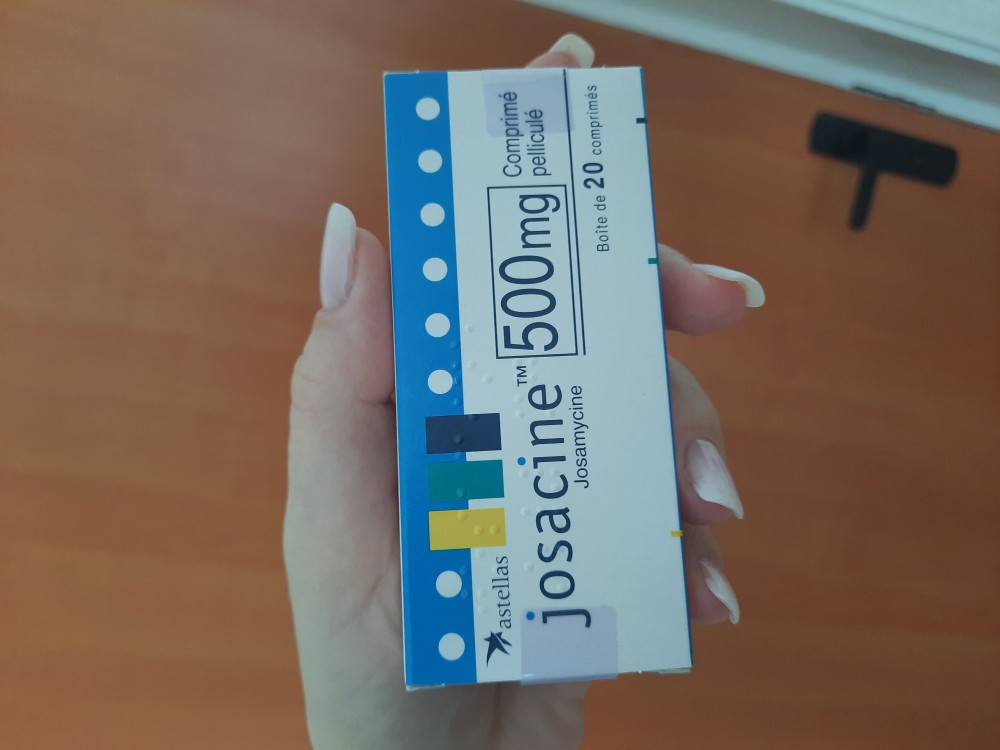 astellas
josacine™ 500mg
Josamycine
Comprimé
pelliculé
Boîte de 20 comprimés